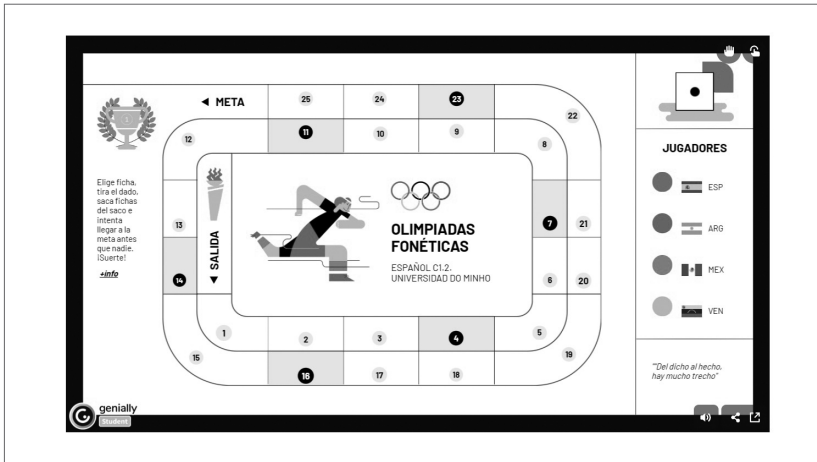 ◄ META
25
24
23
22
12
11
10
9
8
JUGADORES
Elige ficha,
tira el dado,
saca fichas
del saco e
intenta
llegar a la
meta antes
que nadie.
¡Suerte!
+info
SALIDA
OLIMPIADAS
FONÉTICAS
ESPAÑOL C1.2.
UNIVERSIDAD DO MINHO
ESP
ARG
MEX
VEN
13
14
7
21
6
20
1
2
3
4
5
15
16
17
18
19
""Del dicho al hecho,
hay mucho trecho"
genially
Student